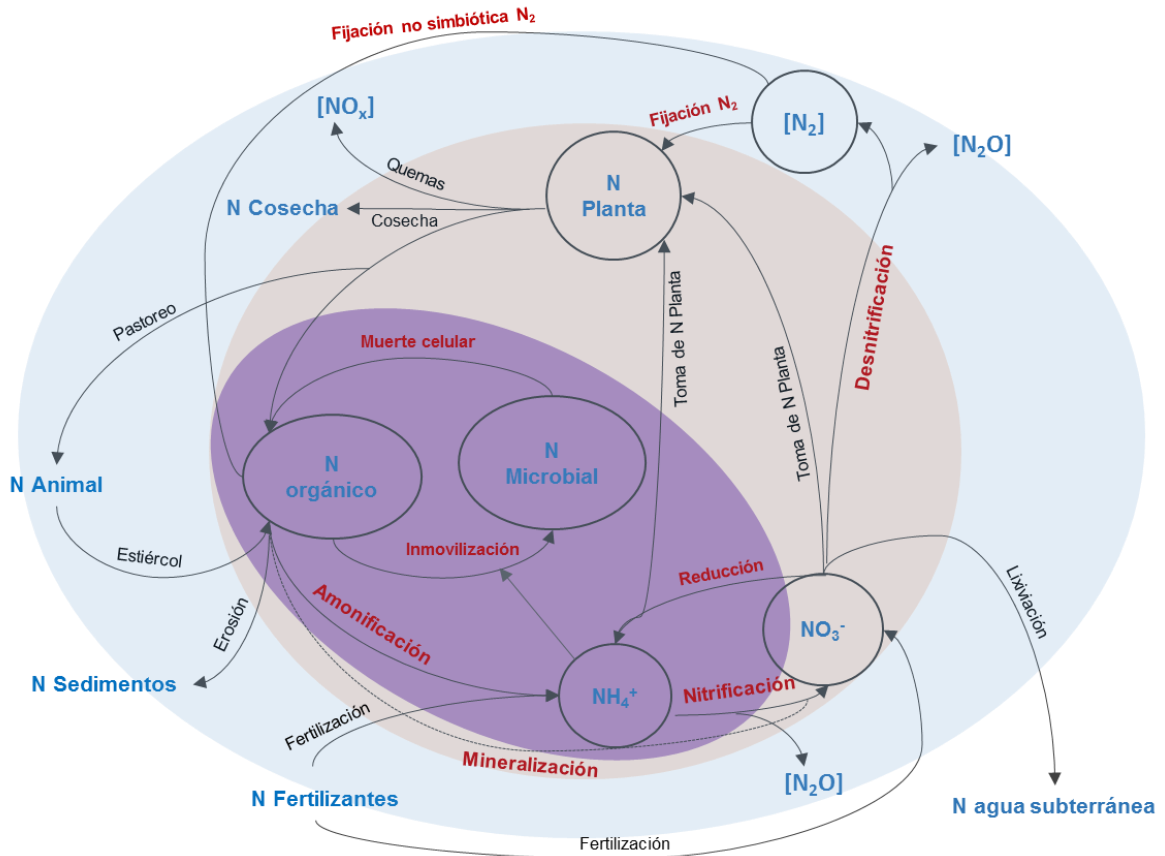 Fijación no simbiótica N₂
[NOₓ]
Fijación N₂
[N₂]
[N₂O]
Quemas
N
Planta
N Cosecha
Cosecha
Pastoreo
Toma de N Planta
Desnitrificación
Muerte celular
Toma de N Planta
N
orgánico
N
Microbial
N Animal
Estiércol
Inmovilización
Reducción
Lixiviación
Amonificación
Erosión
NO₃⁻
N Sedimentos
NH₄⁺
Nitrificación
Fertilización
Mineralización
[N₂O]
N Fertilizantes
N agua subterránea
Fertilización